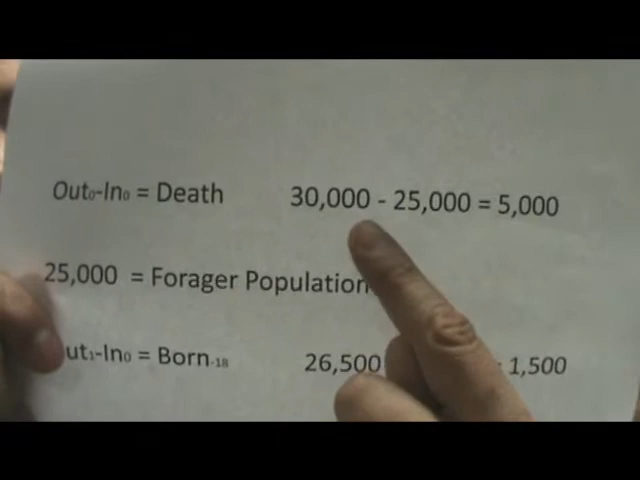 Out₀-In₀ = Death 30,000 - 25,000 = 5,000
25,000 = Forager Population
ut₁-In₀ = Born-18 26,500 1,500